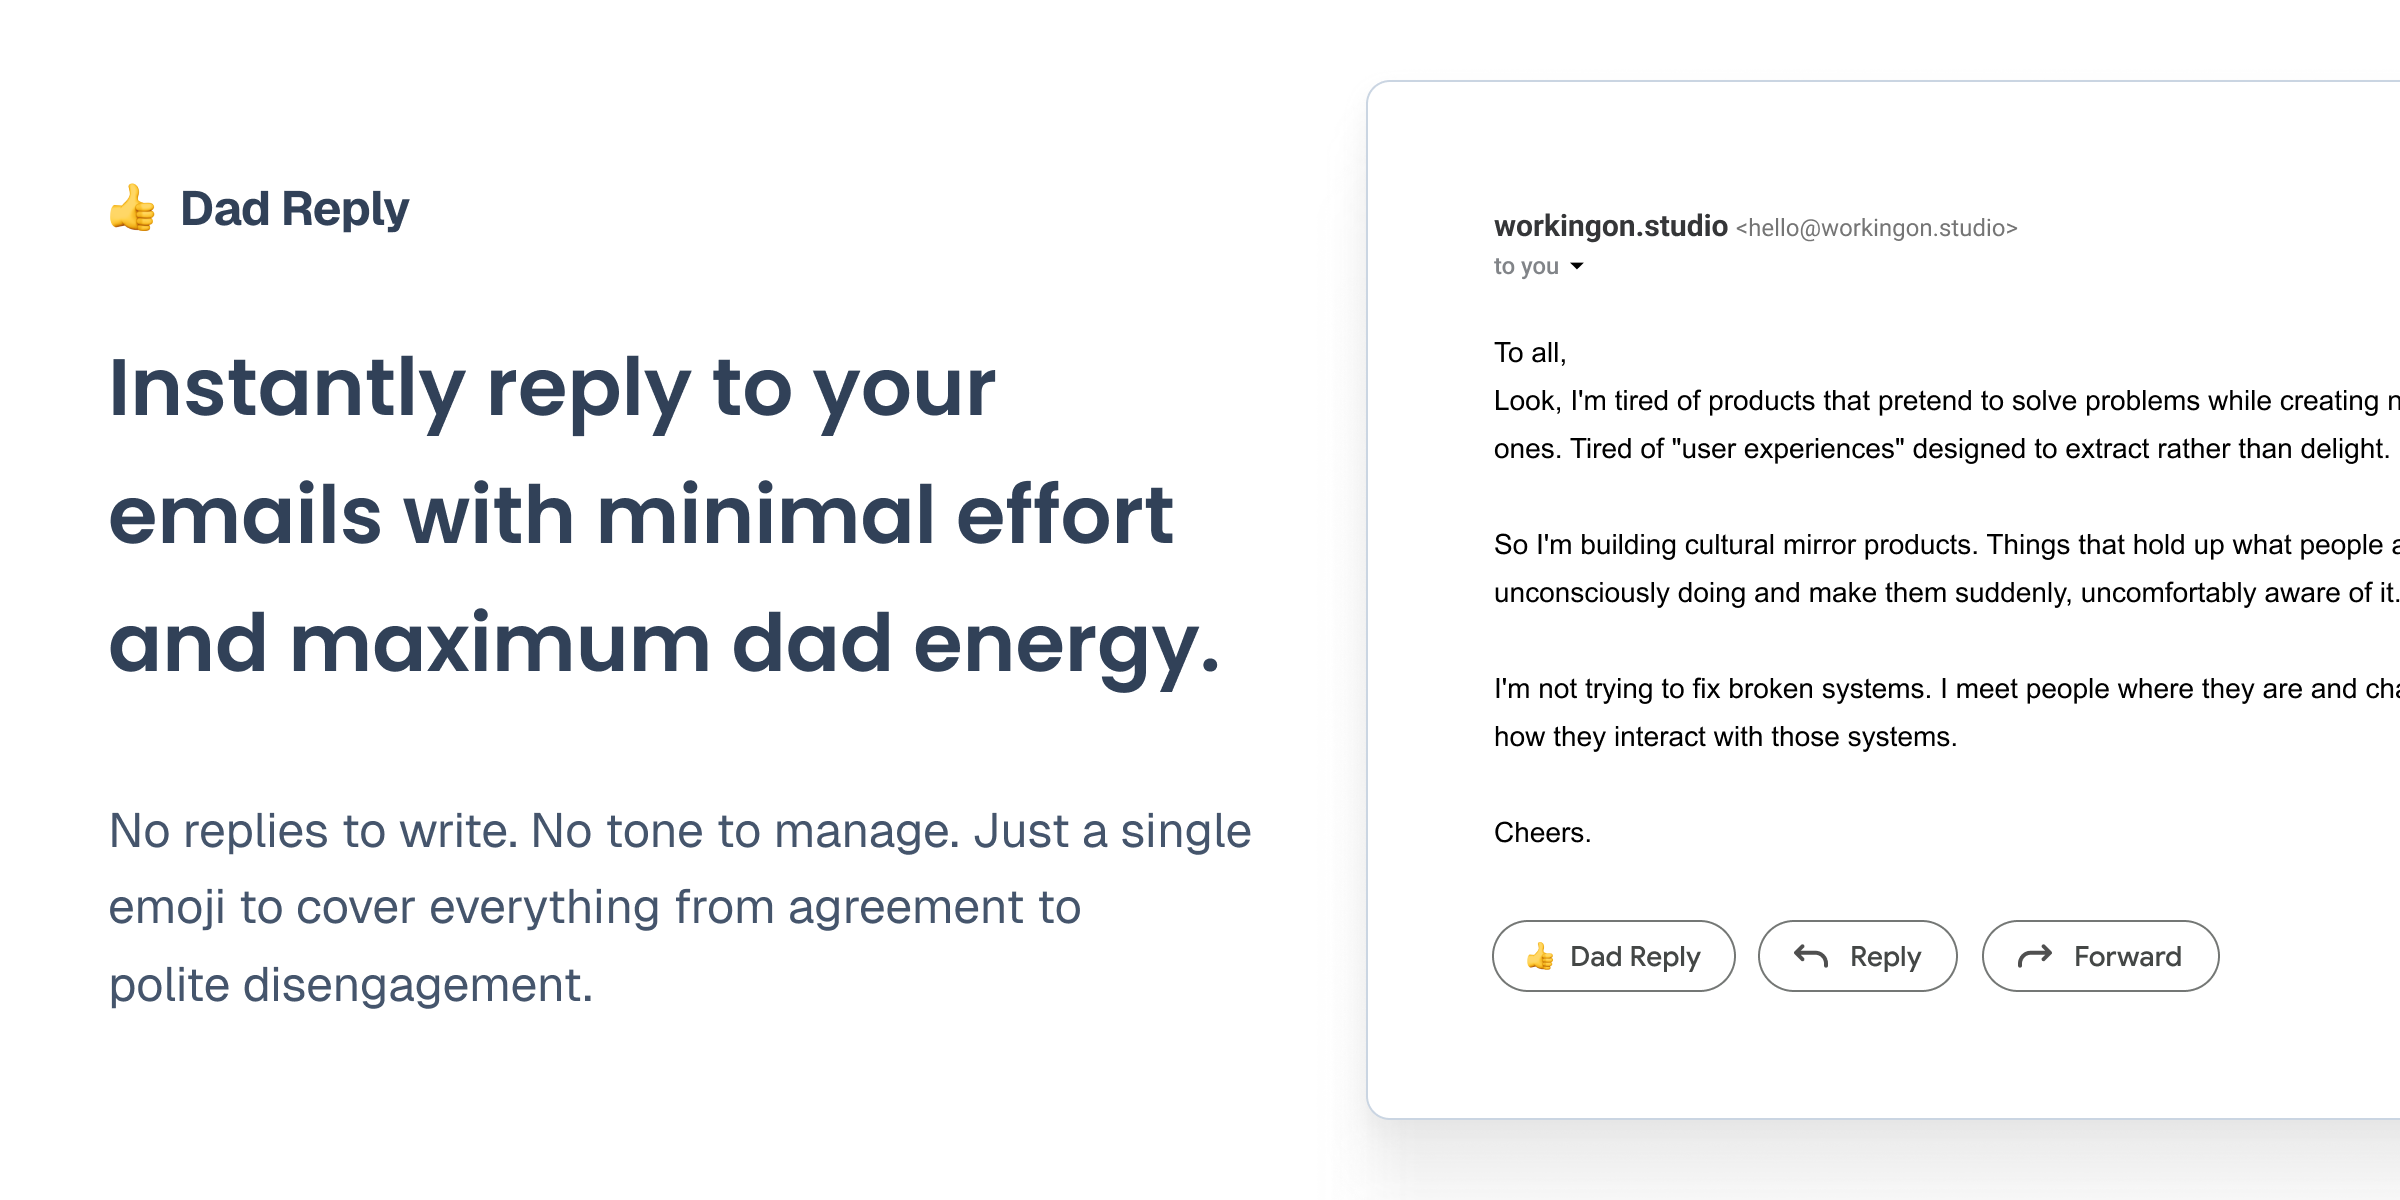 👍 Dad Reply
Instantly reply to your
emails with minimal effort
and maximum dad energy.
No replies to write. No tone to manage. Just a single
emoji to cover everything from agreement to
polite disengagement.
workingon.studio <hello@workingon.studio>
to you
To all,
Look, I'm tired of products that pretend to solve problems while creating
ones. Tired of "user experiences" designed to extract rather than delight.
So I'm building cultural mirror products. Things that hold up what people
unconsciously doing and make them suddenly, uncomfortably aware of it.
I'm not trying to fix broken systems. I meet people where they are and
how they interact with those systems.
Cheers.
👍 Dad Reply
Reply
Forward